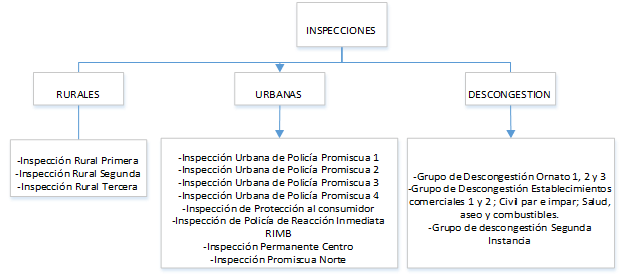 INSPECCIONES
RURALES
URBANAS
DESCONGESTION
-Inspección Rural Primera
-Inspección Rural Segunda
-Inspección Rural Tercera
-Inspección Urbana de Policía Promiscua 1
-Inspección Urbana de Policía Promiscua 2
-Inspección Urbana de Policía Promiscua 3
-Inspección Urbana de Policía Promiscua 4
-Inspección de Protección al consumidor
-Inspección de Policía de Reacción Inmediata
RIMB
-Inspección Permanente Centro
-Inspección Promiscua Norte
-Grupo de Descongestión Ornato 1, 2 y 3
-Grupo de Descongestión Establecimientos
comerciales 1 y 2 ; Civil par e impar; Salud,
aseo y combustibles.
-Grupo de descongestión Segunda
Instancia